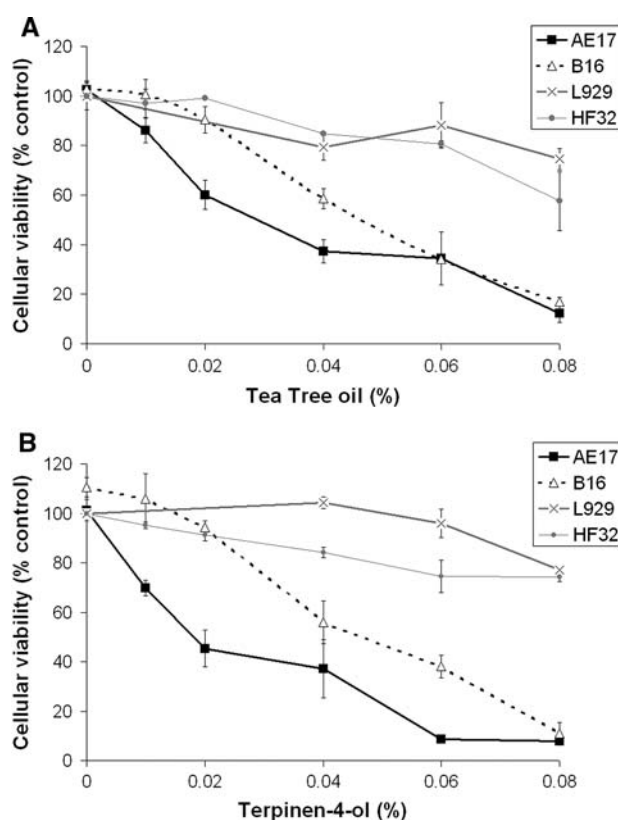 A
Cellular viability (% control)
120
100
80
60
40
20
0
0
0.02
0.04
0.06
0.08
Tea Tree oil (%)
AE17
B16
L929
HF32
B
Cellular viability (% control)
120
100
80
60
40
20
0
0
0.02
0.04
0.06
0.08
Terpinen-4-ol (%)
AE17
B16
L929
HF32